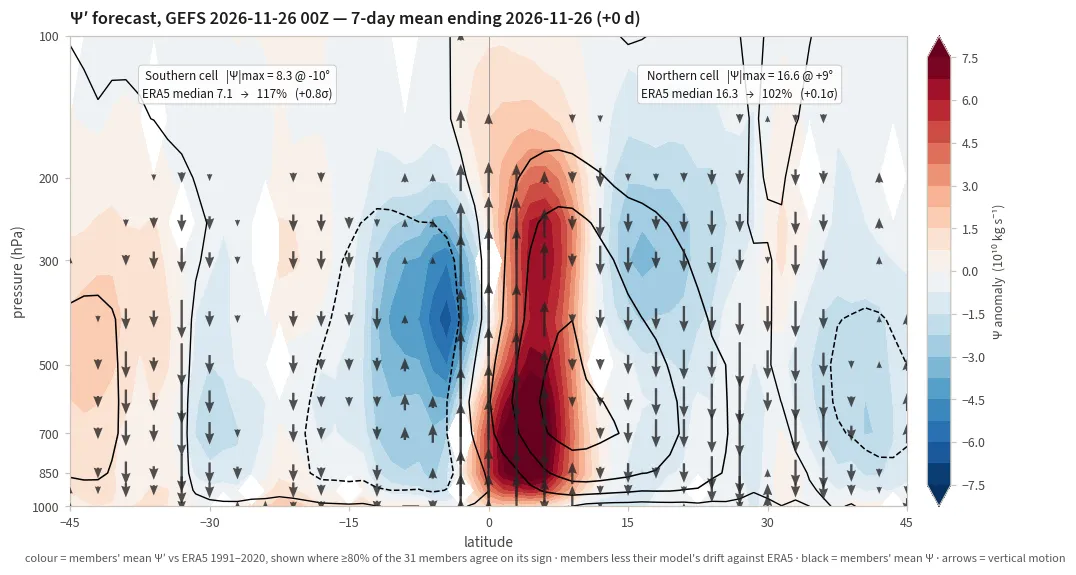 Ψ′ forecast, GEFS 2026-11-26 00Z — 7-day mean ending 2026-11-26 (+0 d)
Southern cell |Ψ|max = 8.3 @ -10°
ERA5 median 7.1 → 117% (+0.8σ)
Northern cell |Ψ|max = 16.6 @ +9°
ERA5 median 16.3 → 102% (+0.1σ)
pressure (hPa)
100
200
300
400
500
700
850
1000
−45
−30
−15
0
15
30
45
latitude
7.5
6.0
4.5
3.0
1.5
0.0
−1.5
−3.0
−4.5
−6.0
−7.5
Ψ anomaly (10¹⁰ kg s⁻¹)
colour = members' mean Ψ′ vs ERA5 1991–2020, shown where ≥80% of the 31 members agree on its sign · members less their model's drift against ERA5 · black = members' mean Ψ · arrows = vertical motion